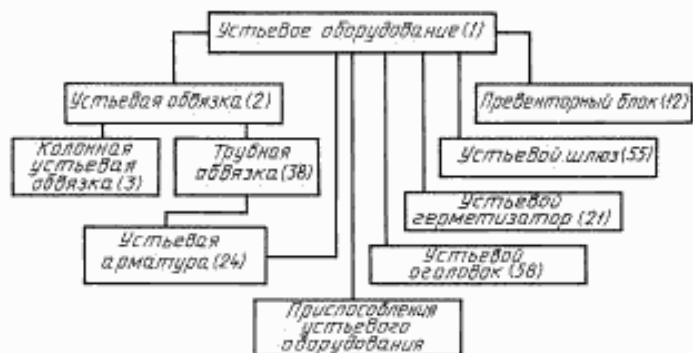 Устьевое оборудование (1)
Устьевая обвязка (2)
Превенторный блок (12)
Колонная
устьевая
обвязка (3)
Трубная
обвязка (38)
Устьевой шлюз (55)
Устьевой
герметизатор (21)
Устьевая
арматура (24)
Устьевой
оголовок (58)
Приспособления
устьевого
оборудования